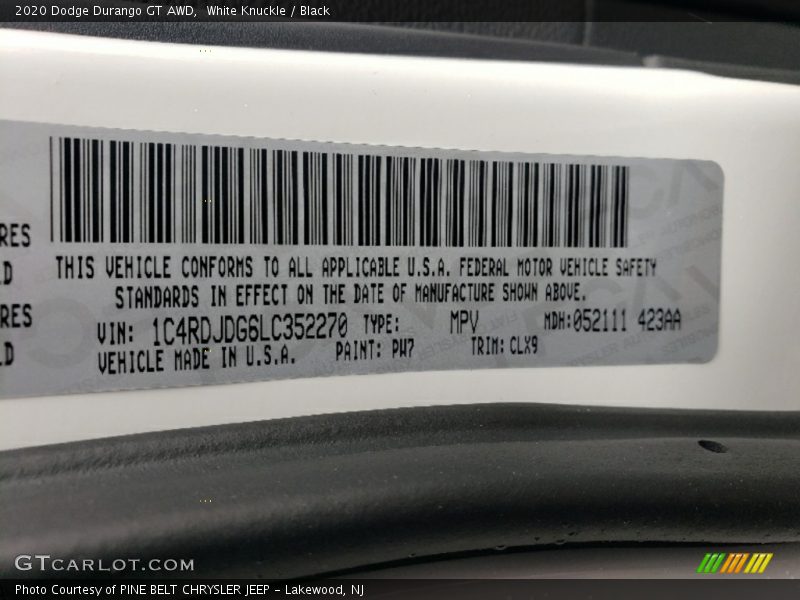 2020 Dodge Durango GT AWD,  White Knuckle / Black
RES
D
RES
D
THIS VEHICLE CONFORMS TO ALL APPLICABLE U.S.A. FEDERAL MOTOR VEHICLE SAFETY
STANDARDS IN EFFECT ON THE DATE OF MANUFACTURE SHOWN ABOVE.
VIN: 1C4RDJDG6LC352270 TYPE: MPV MDH:052111 423AA
VEHICLE MADE IN U.S.A. PAINT: PW7 TRIM: CLX9
GTCARLOT.COM
Photo Courtesy of PINE BELT CHRYSLER JEEP - Lakewood, NJ